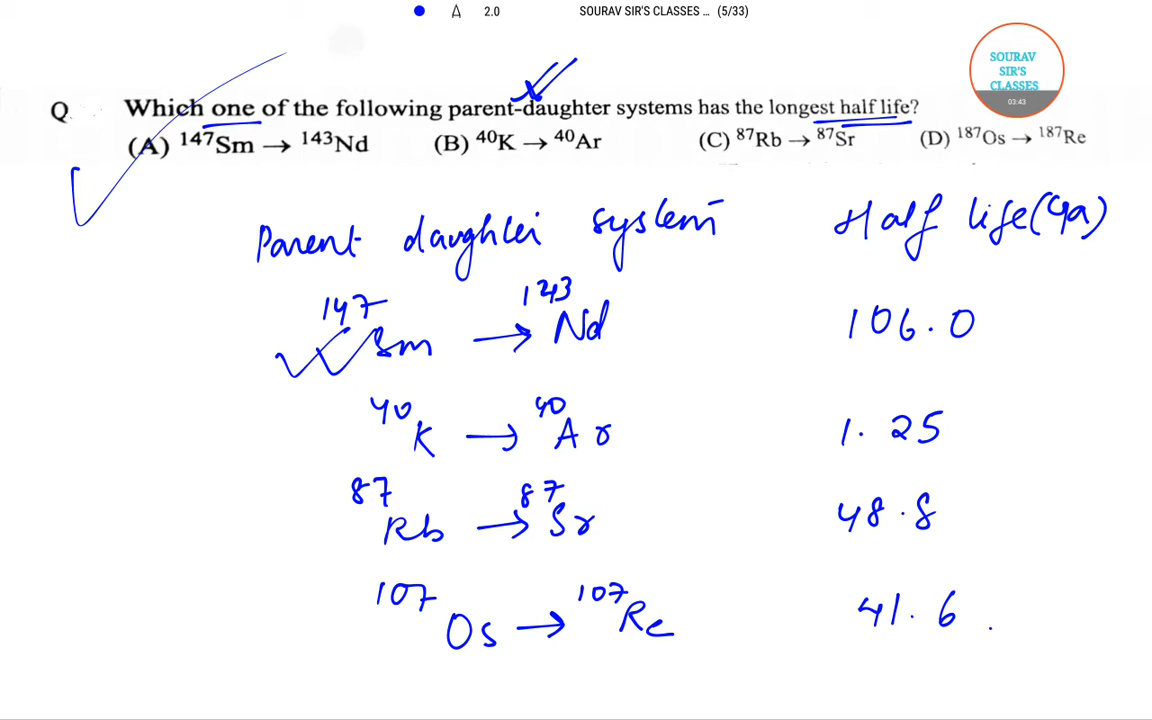 2.0 SOURAV SIR'S CLASSES ... (5/33)
SOURAV
SIR'S
CLASSES
03:43
Q. Which one of the following parent-daughter systems has the longest half life?
(A) ¹⁴⁷Sm → ¹⁴³Nd (B) ⁴⁰K → ⁴⁰Ar (C) ⁸⁷Rb → ⁸⁷Sr (D) ¹⁸⁷Os → ¹⁸⁷Re
Parent daughter system Half life(Ga)
¹⁴⁷Sm → ¹⁴³Nd 106.0
⁴⁰K → ⁴⁰Ar 1.25
⁸⁷Rb → ⁸⁷Sr 48.8
¹⁰⁷Os → ¹⁰⁷Re 41.6.